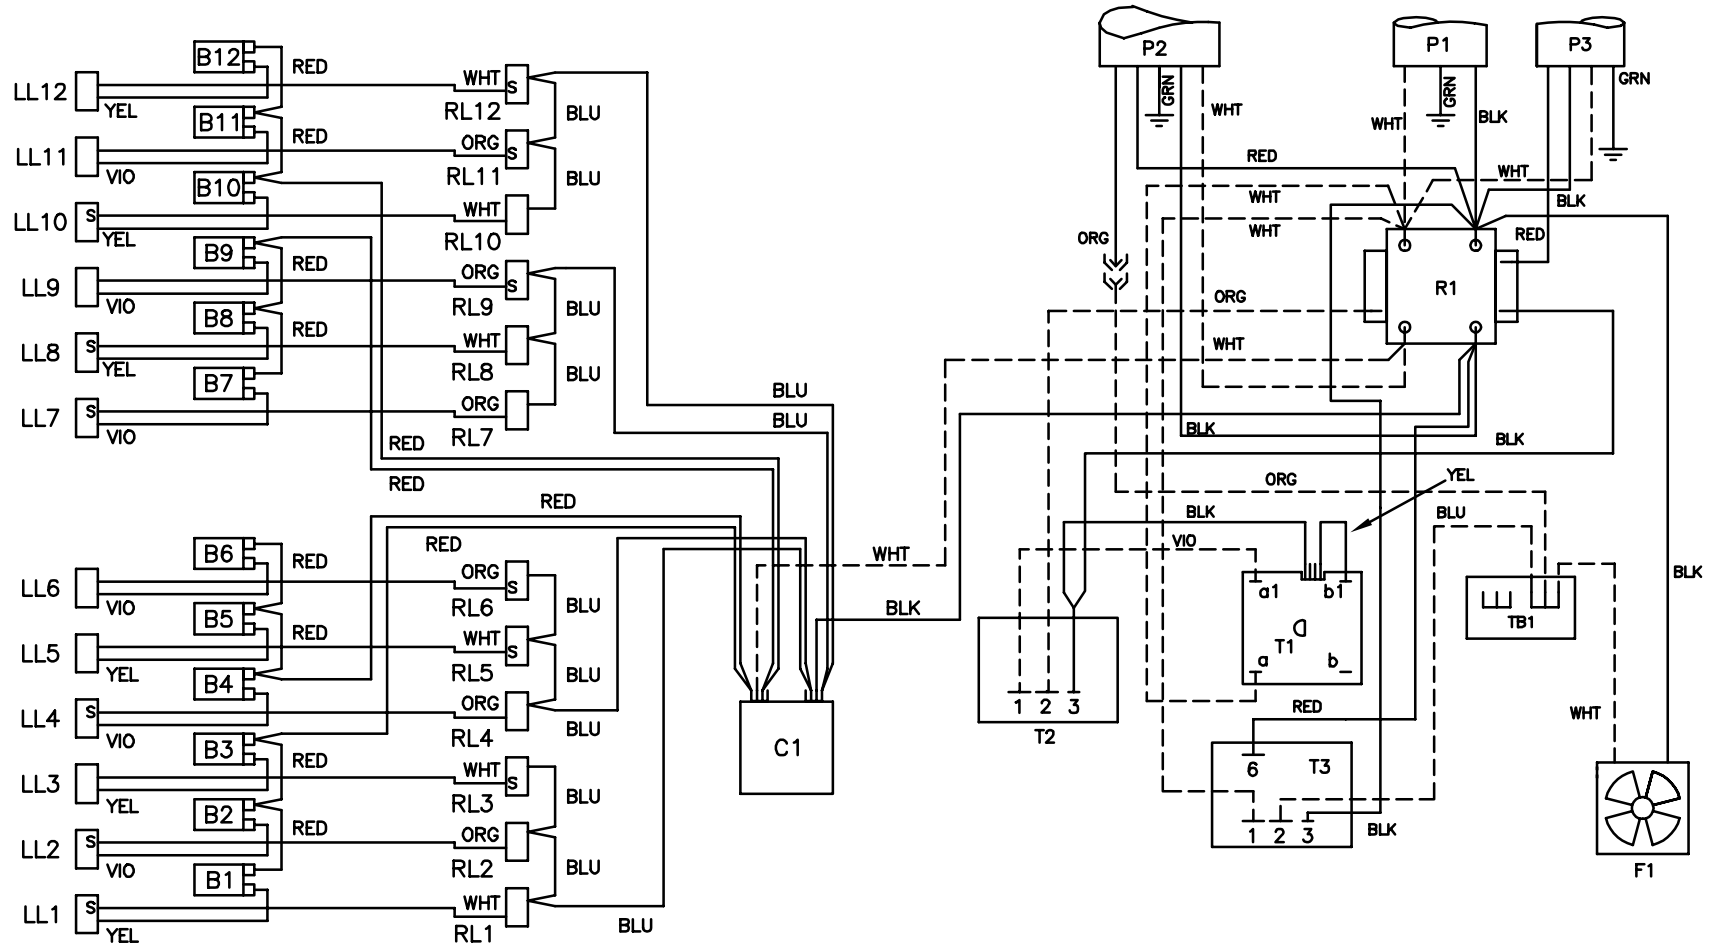 B12 RED WHT
LL12 YEL RL12 S BLU
B11 RED ORG
LL11 VIO RL11 S BLU
B10 WHT
LL10 S YEL RL10
B9 RED ORG
LL9 VIO RL9 S BLU
B8 RED WHT
LL8 S YEL RL8 BLU
B7 ORG
LL7 S VIO RL7
BLU
BLU
RED
RED
RED
RED
B6 RED ORG
LL6 VIO RL6 S BLU
B5 RED WHT
LL5 YEL RL5 S BLU
B4 ORG
LL4 S VIO RL4 S BLU
B3 RED WHT
LL3 YEL RL3 S BLU
B2 RED ORG
LL2 S VIO RL2 BLU
B1 WHT
LL1 S YEL RL1 BLU
WHT
BLK
C1
P2 P1 P3
GRN WHT WHT GRN BLK GRN
RED
WHT WHT
BLK
WHT
ORG RED
ORG R1
WHT
BLK BLK
ORG YEL
BLK BLU
VIO
a1 b1
T1
a b
TB1
BLK
1 2 3
T2
RED
WHT
6 T3
1 2 3
BLK
F1